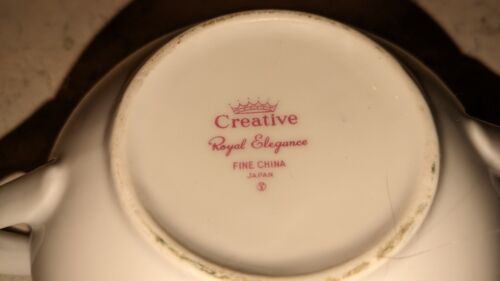 Creative
Royal Elegance
FINE CHINA
JAPAN